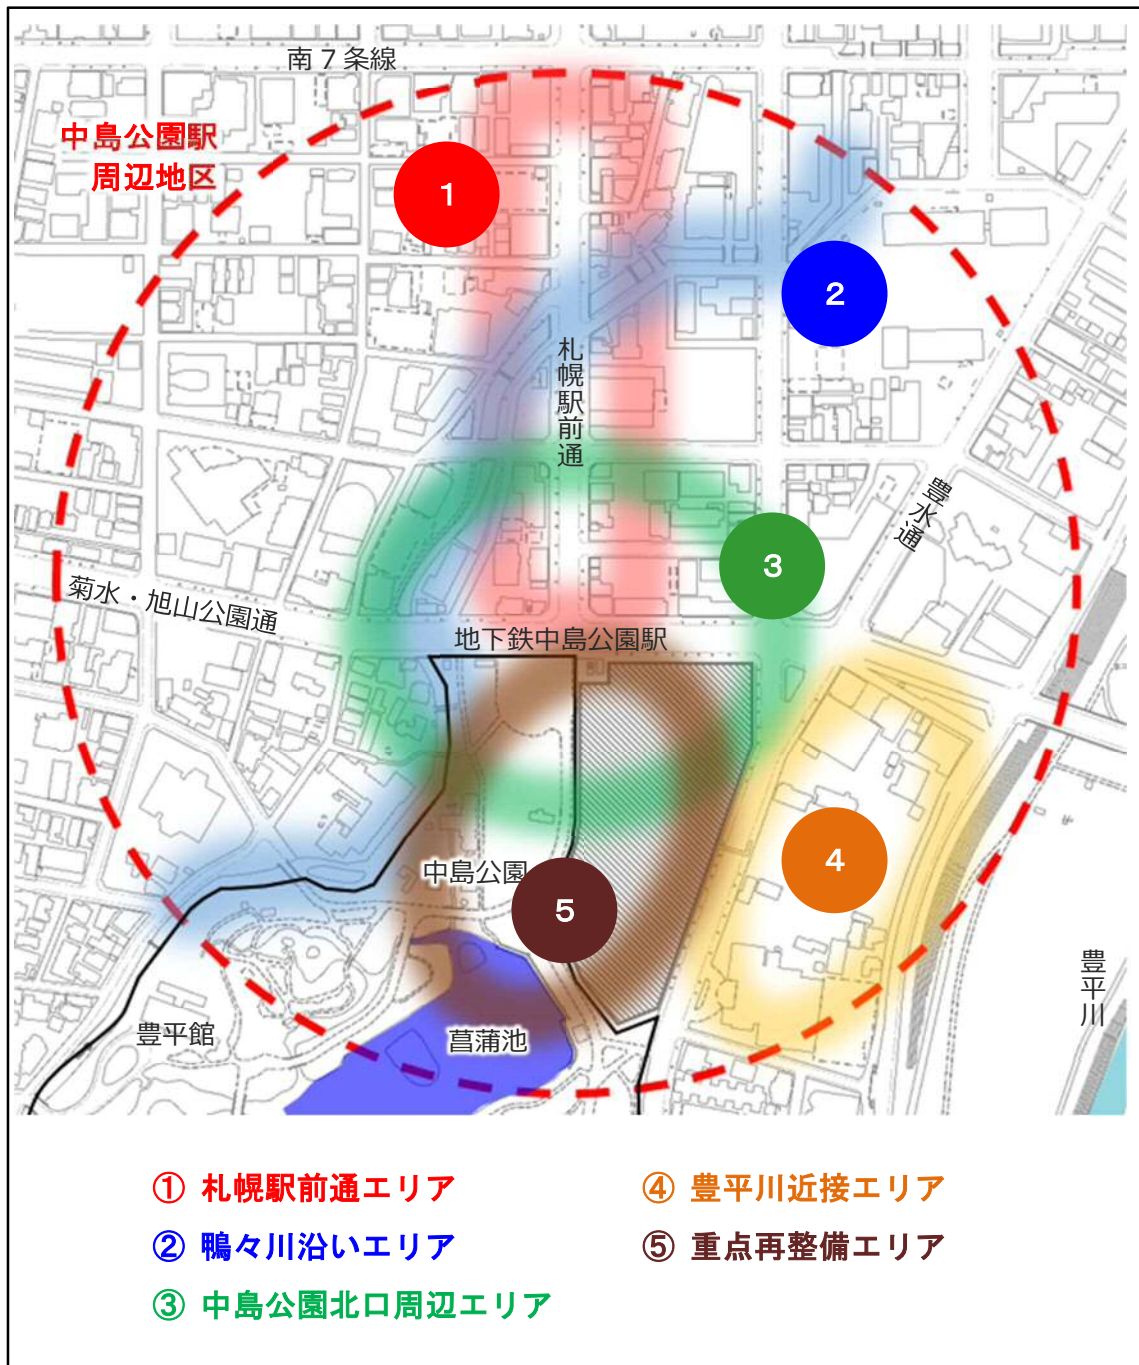 南7条線
中島公園駅
周辺地区
1
2
札幌駅前通
豊水通
3
菊水・旭山公園通
地下鉄中島公園駅
4
中島公園
5
豊平川
豊平館
菖蒲池
① 札幌駅前通エリア
② 鴨々川沿いエリア
③ 中島公園北口周辺エリア
④ 豊平川近接エリア
⑤ 重点再整備エリア